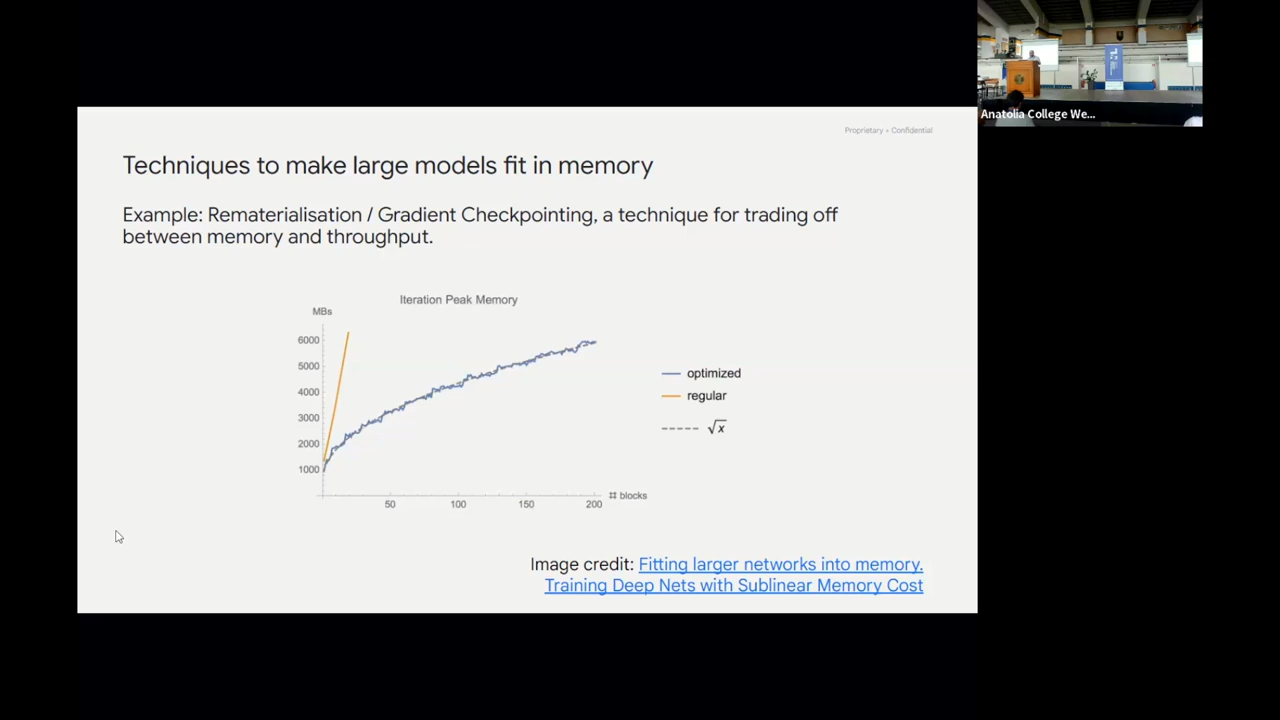 Anatolia College We...
Proprietary + Confidential
Techniques to make large models fit in memory
Example: Rematerialisation / Gradient Checkpointing, a technique for trading off
between memory and throughput.
Iteration Peak Memory
MBs
6000
5000
4000
3000
2000
1000
50
100
150
200
# blocks
optimized
regular
√x
Image credit: Fitting larger networks into memory.
Training Deep Nets with Sublinear Memory Cost